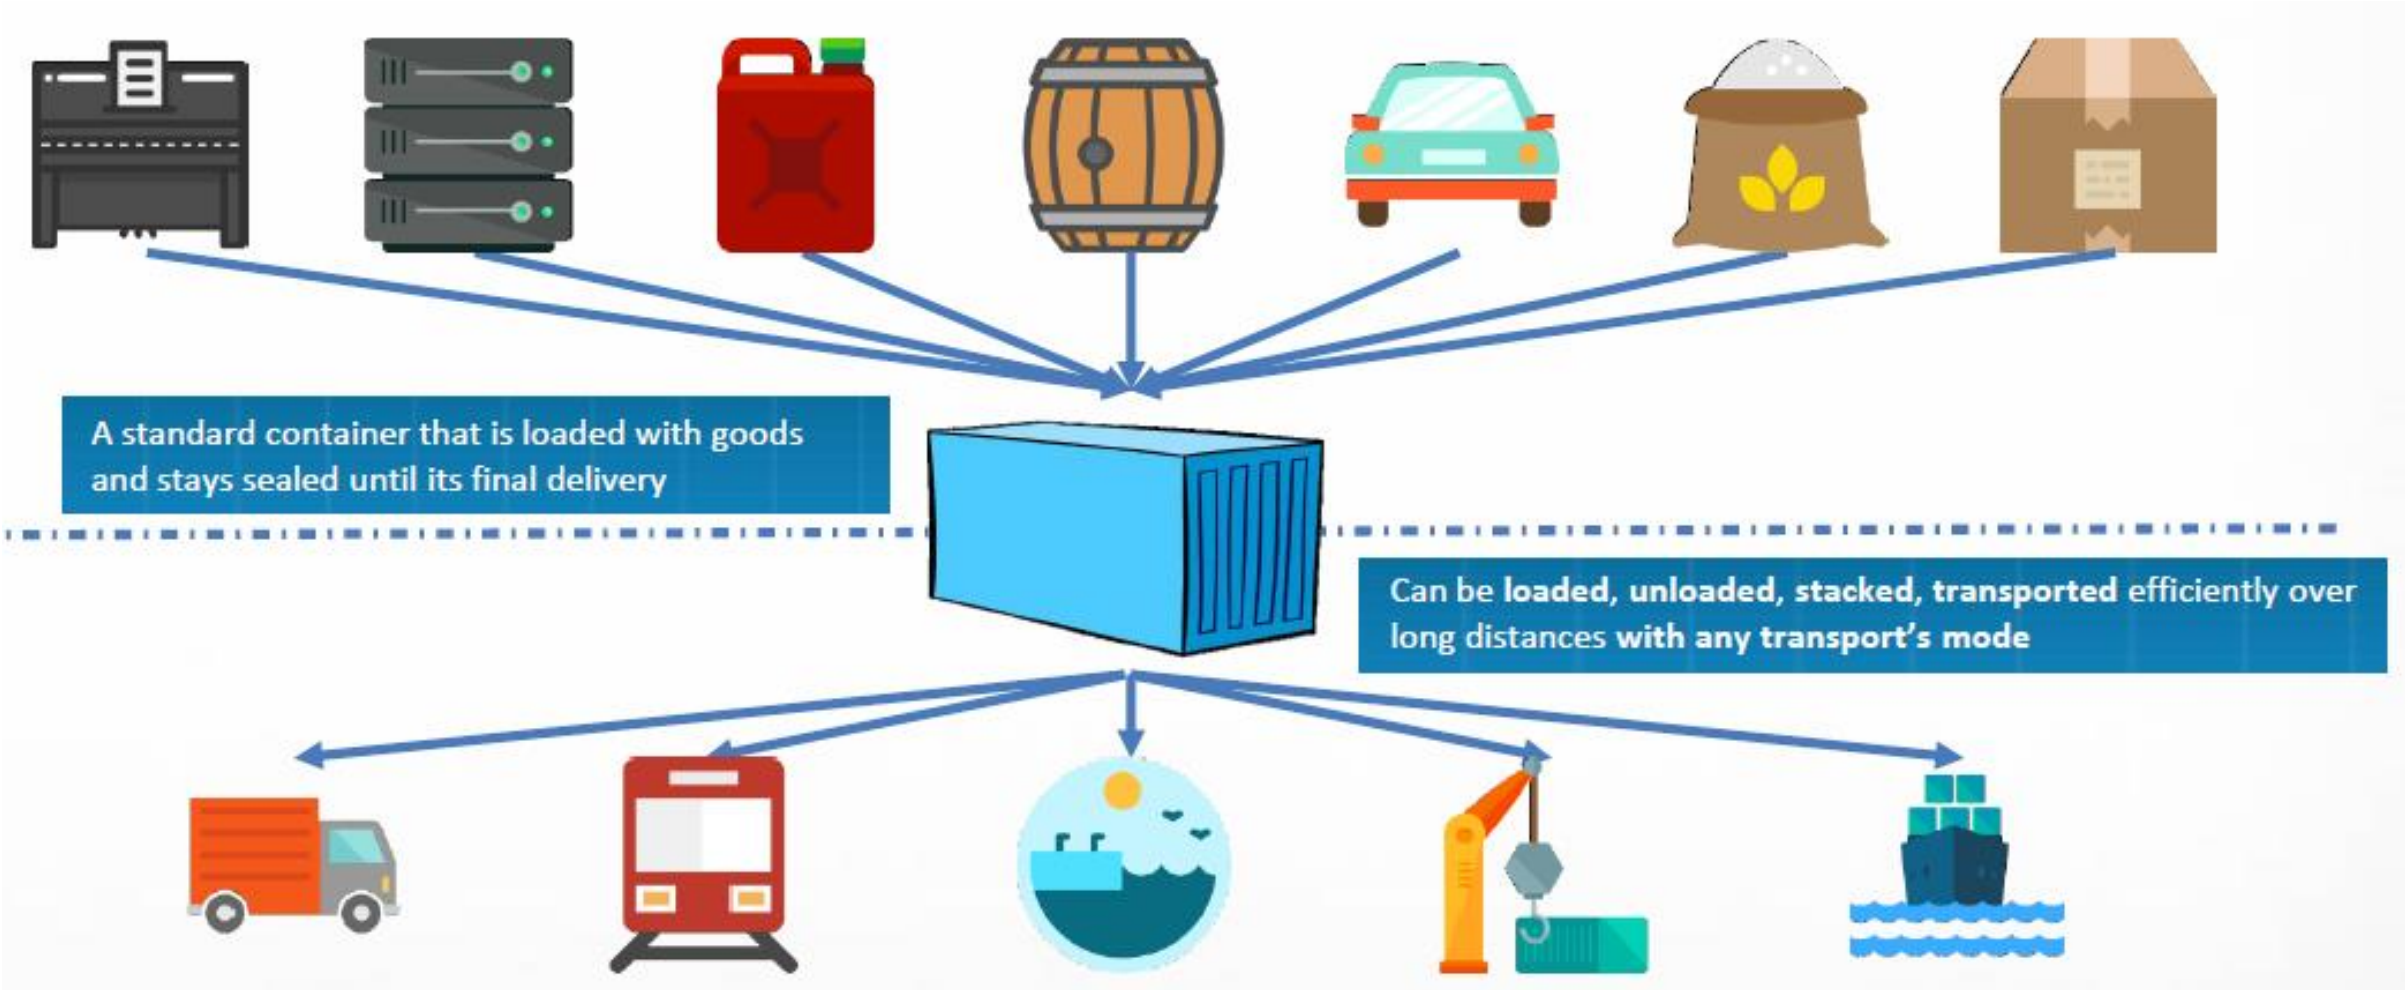 A standard container that is loaded with goods
and stays sealed until its final delivery
Can be loaded, unloaded, stacked, transported efficiently over
long distances with any transport's mode